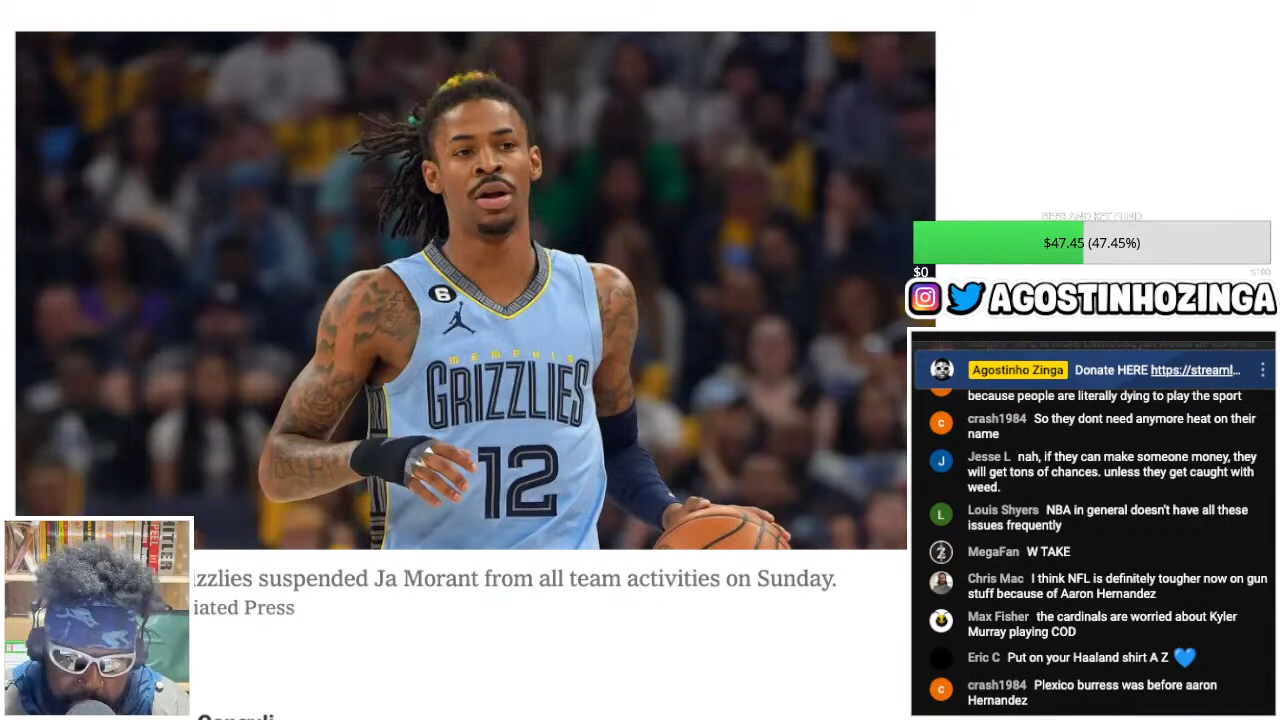 6
MEMPHIS
GRIZZLIES
12
izzlies suspended Ja Morant from all team activities on Sunday.
iated Press
BEER AND KFT FUND
$47.45 (47.45%)
$0
$100
AGOSTINHOZINGA
Agostinho Zinga Donate HERE https://streaml...
because people are literally dying to play the sport
crash1984 So they dont need anymore heat on their
name
Jesse L nah, if they can make someone money, they
will get tons of chances. unless they get caught with
weed.
Louis Shyers NBA in general doesn't have all these
issues frequently
MegaFan W TAKE
Chris Mac I think NFL is definitely tougher now on gun
stuff because of Aaron Hernandez
Max Fisher the cardinals are worried about Kyler
Murray playing COD
Eric C Put on your Haaland shirt A Z 💙
crash1984 Plexico burress was before aaron
Hernandez